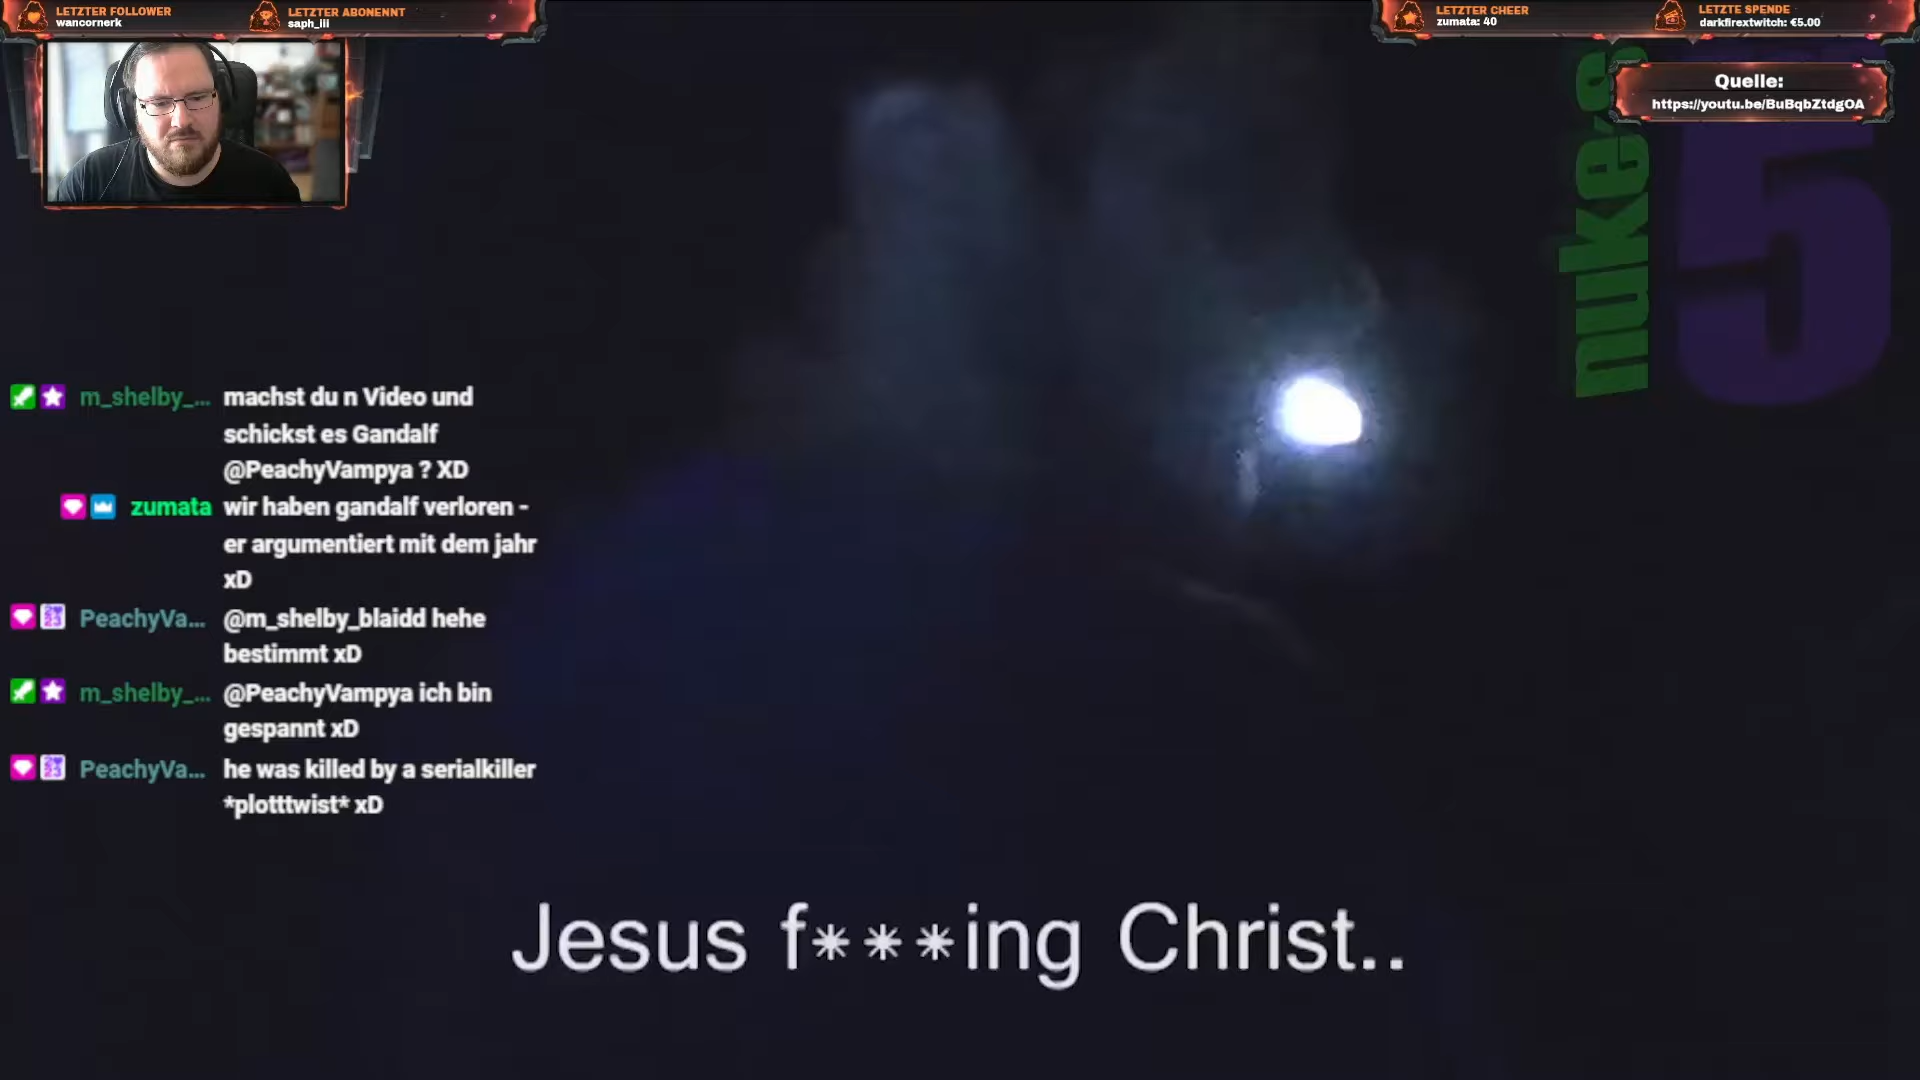 LETZTER FOLLOWER
wancornerk
LETZTER ABONENNT
saph_iii
LETZTER CHEER
zumata: 40
LETZTE SPENDE
darkfirextwitch: €5.00
Quelle:
https://youtu.be/BuBqbZtdgOA
nuke's
5
m_shelby_... machst du n Video und
schickst es Gandalf
@PeachyVampya ? XD
zumata wir haben gandalf verloren -
er argumentiert mit dem jahr
xD
PeachyVa... @m_shelby_blaidd hehe
bestimmt xD
m_shelby_... @PeachyVampya ich bin
gespannt xD
PeachyVa... he was killed by a serialkiller
*plotttwist* xD
Jesus f***ing Christ..